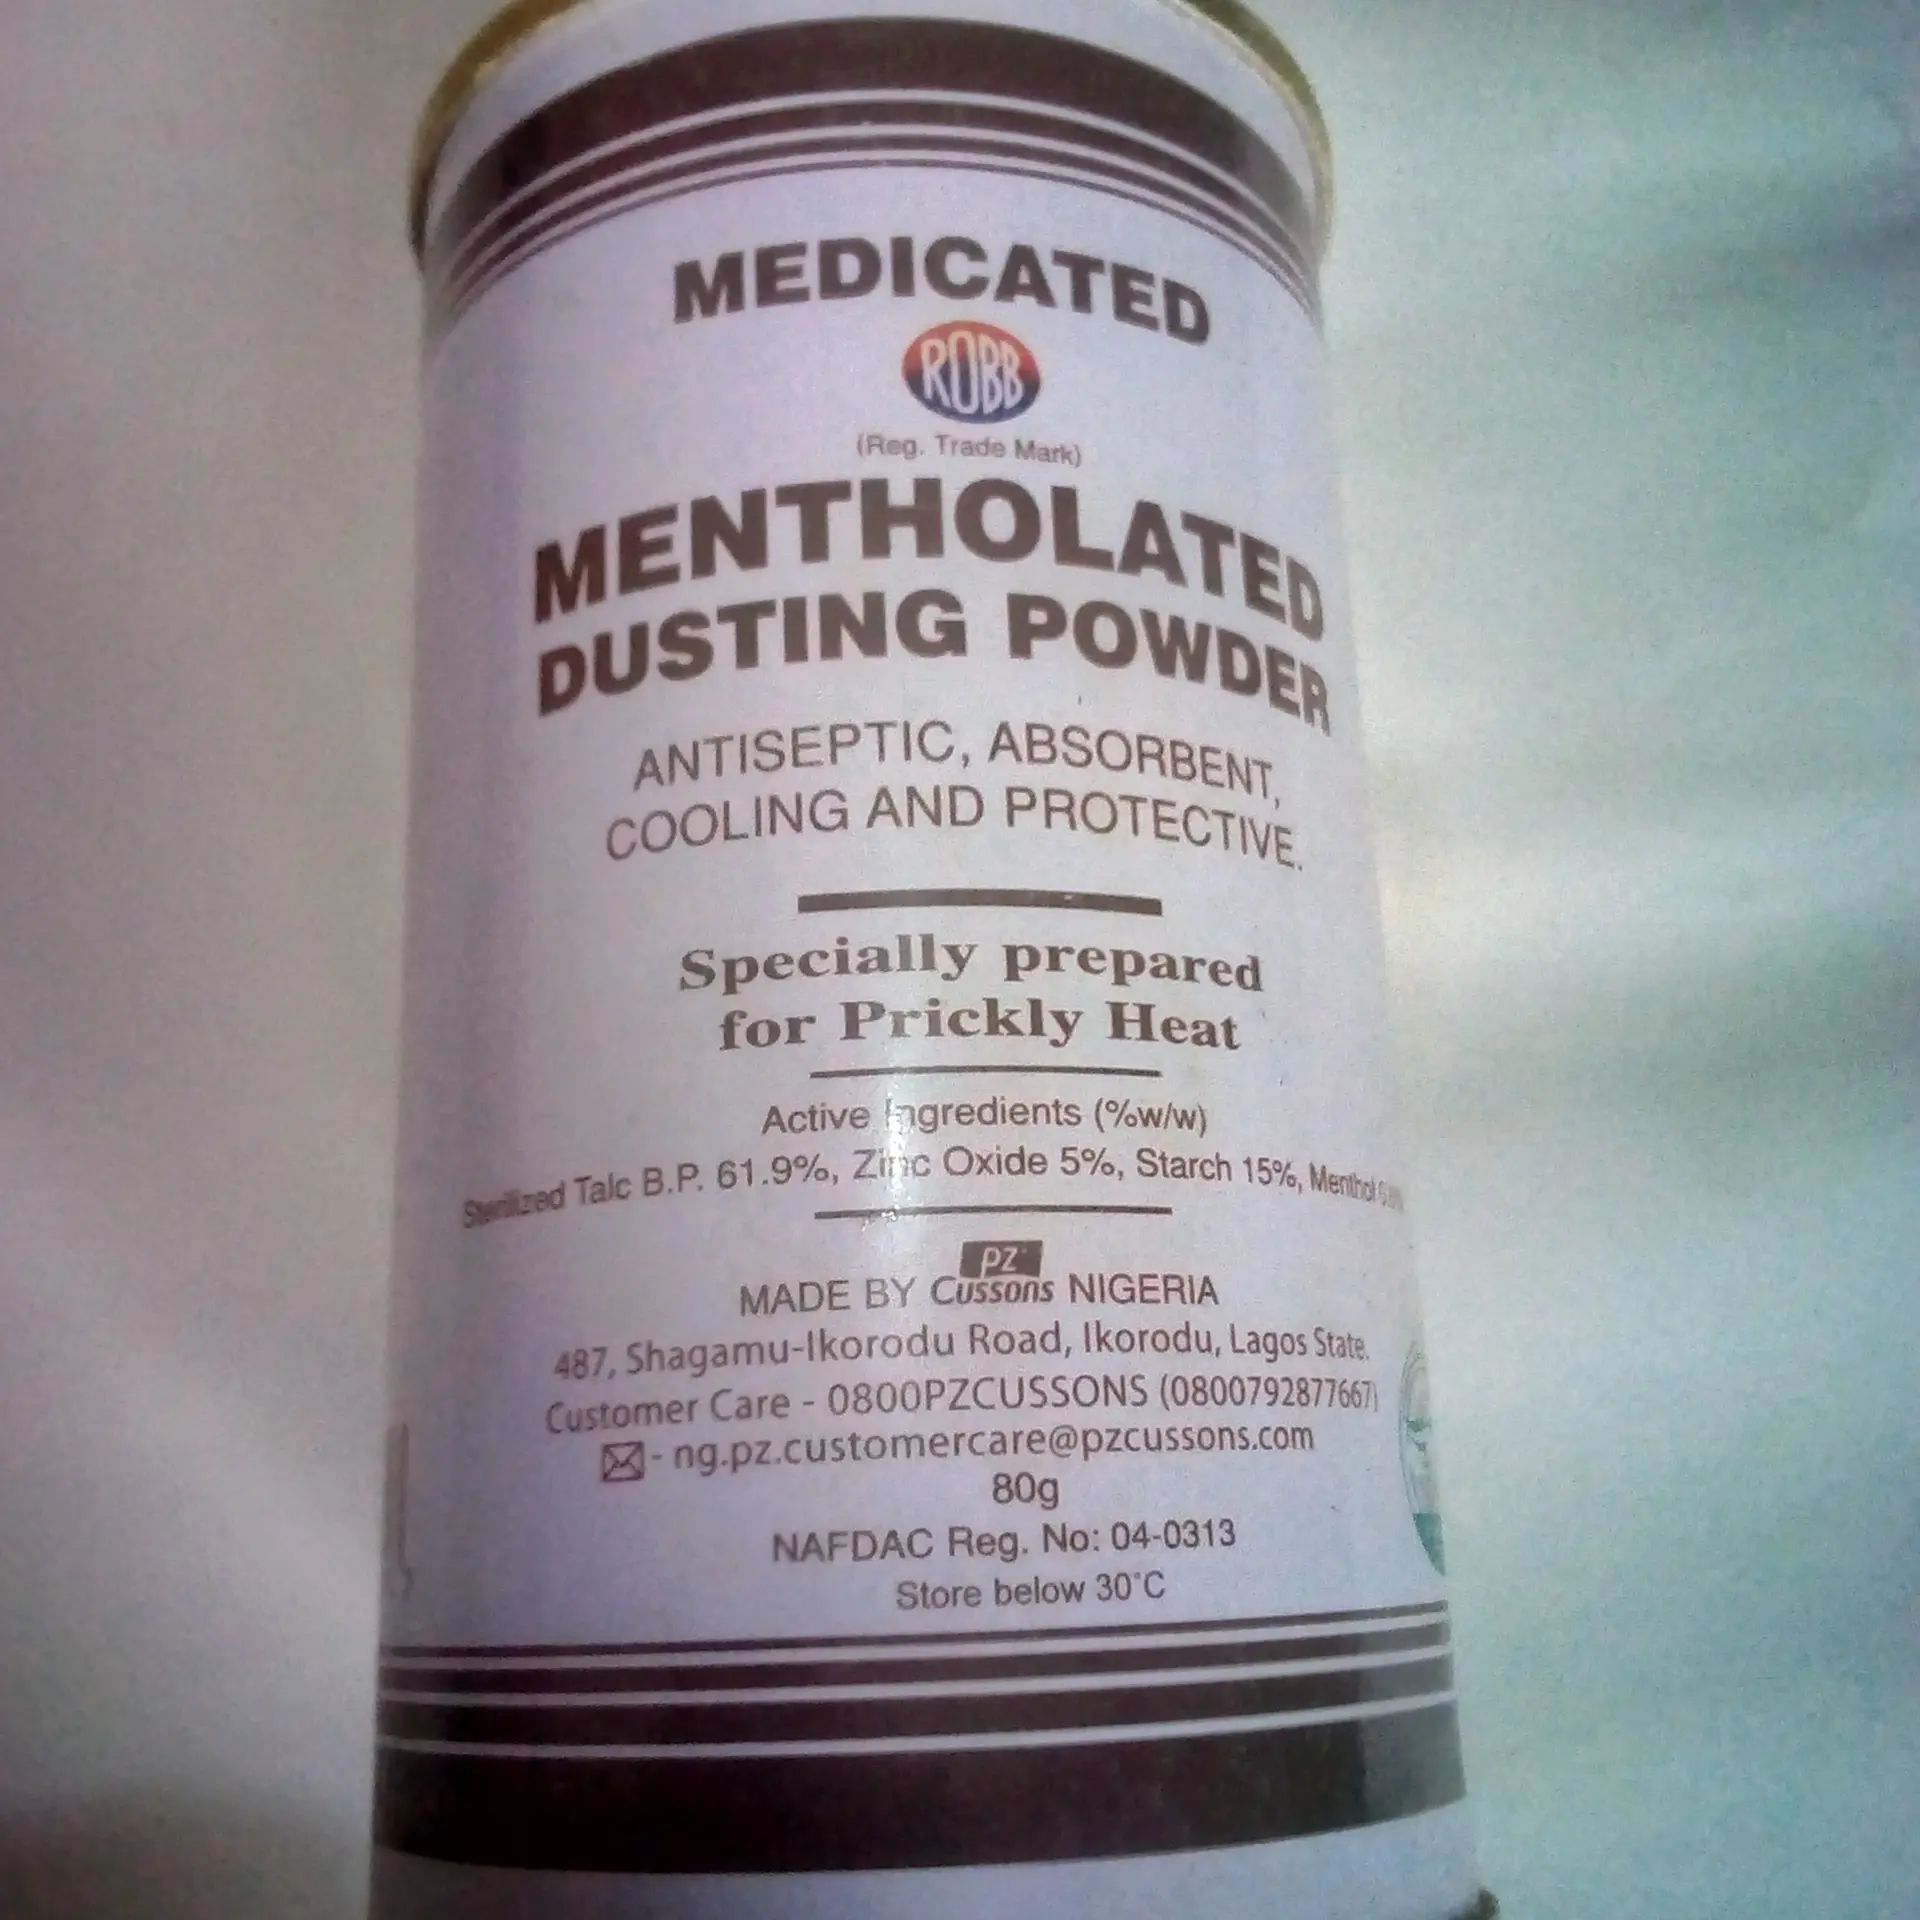 MEDICATED
ROBB
(Reg. Trade Mark)
MENTHOLATED
DUSTING POWDER
ANTISEPTIC, ABSORBENT,
COOLING AND PROTECTIVE.
Specially prepared
for Prickly Heat
Active Ingredients (%w/w)
Sterilized Talc B.P. 61.9%, Zinc Oxide 5%, Starch 15%, Menthol
PZ
MADE BY Cussons NIGERIA
487, Shagamu-Ikorodu Road, Ikorodu, Lagos State.
Customer Care - 0800PZCUSSONS (0800792877667)
- ng.pz.customercare@pzcussons.com
80g
NAFDAC Reg. No: 04-0313
Store below 30°C